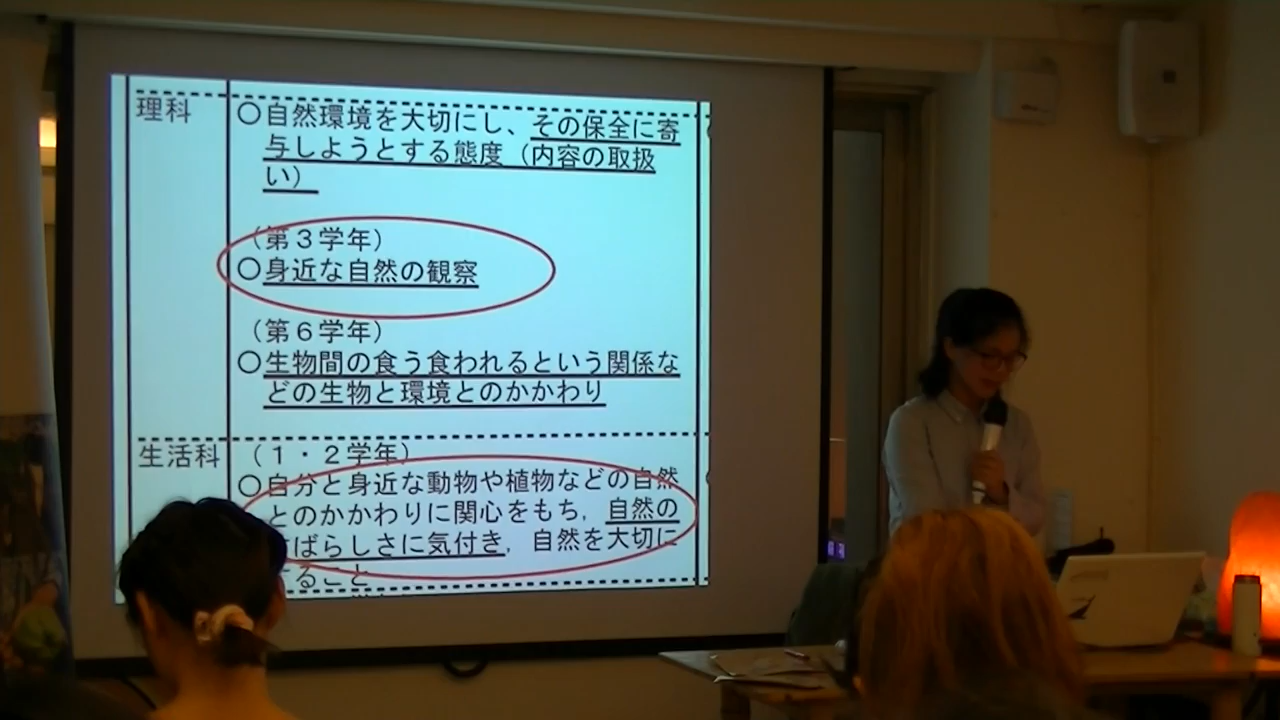 理科
○自然環境を大切にし、その保全に寄
与しようとする態度（内容の取扱
い）
（第３学年）
○身近な自然の観察
（第６学年）
○生物間の食う食われるという関係な
どの生物と環境とのかかわり
生活科
（１・２学年）
○自分と身近な動物や植物などの自然
とのかかわりに関心をもち，自然の
ばらしさに気付き，自然を大切に
ること